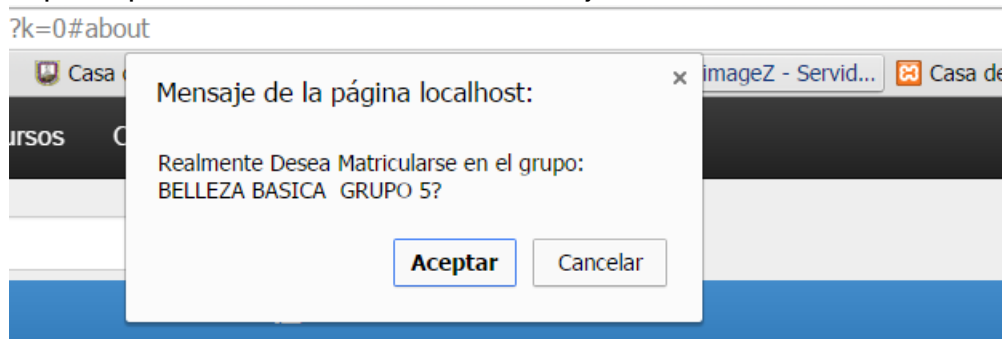 ?k=0#about
Casa
imageZ - Servid...
Casa de
Mensaje de la página localhost:
×
ursos
Realmente Desea Matricularse en el grupo:
BELLEZA BASICA GRUPO 5?
Aceptar
Cancelar